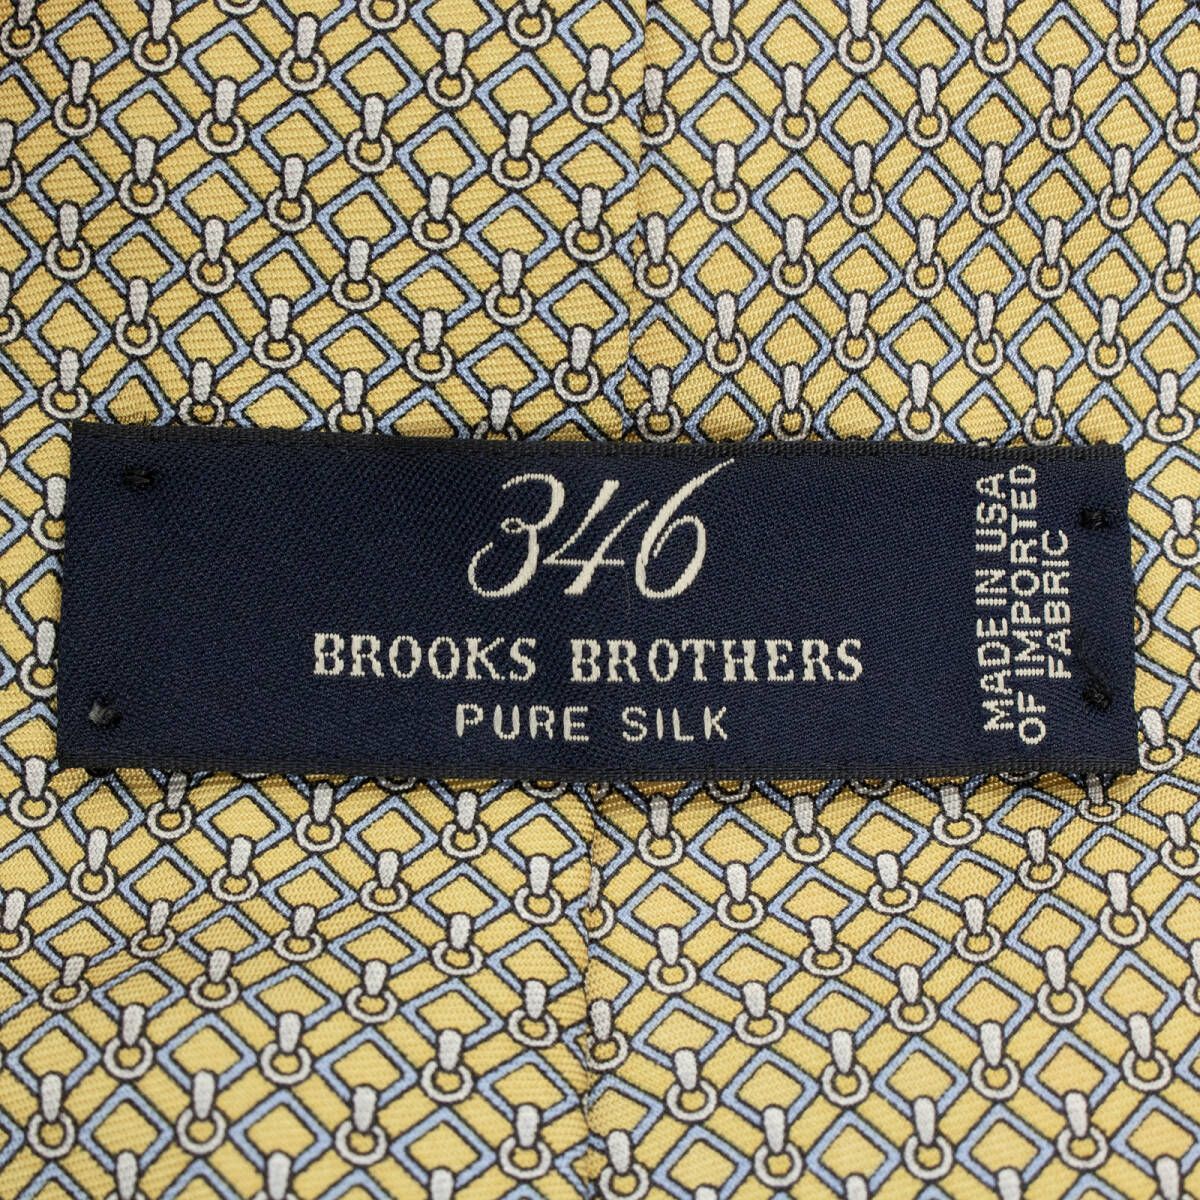 346
BROOKS BROTHERS
PURE SILK
MADE IN USA
OF IMPORTED
FABRIC